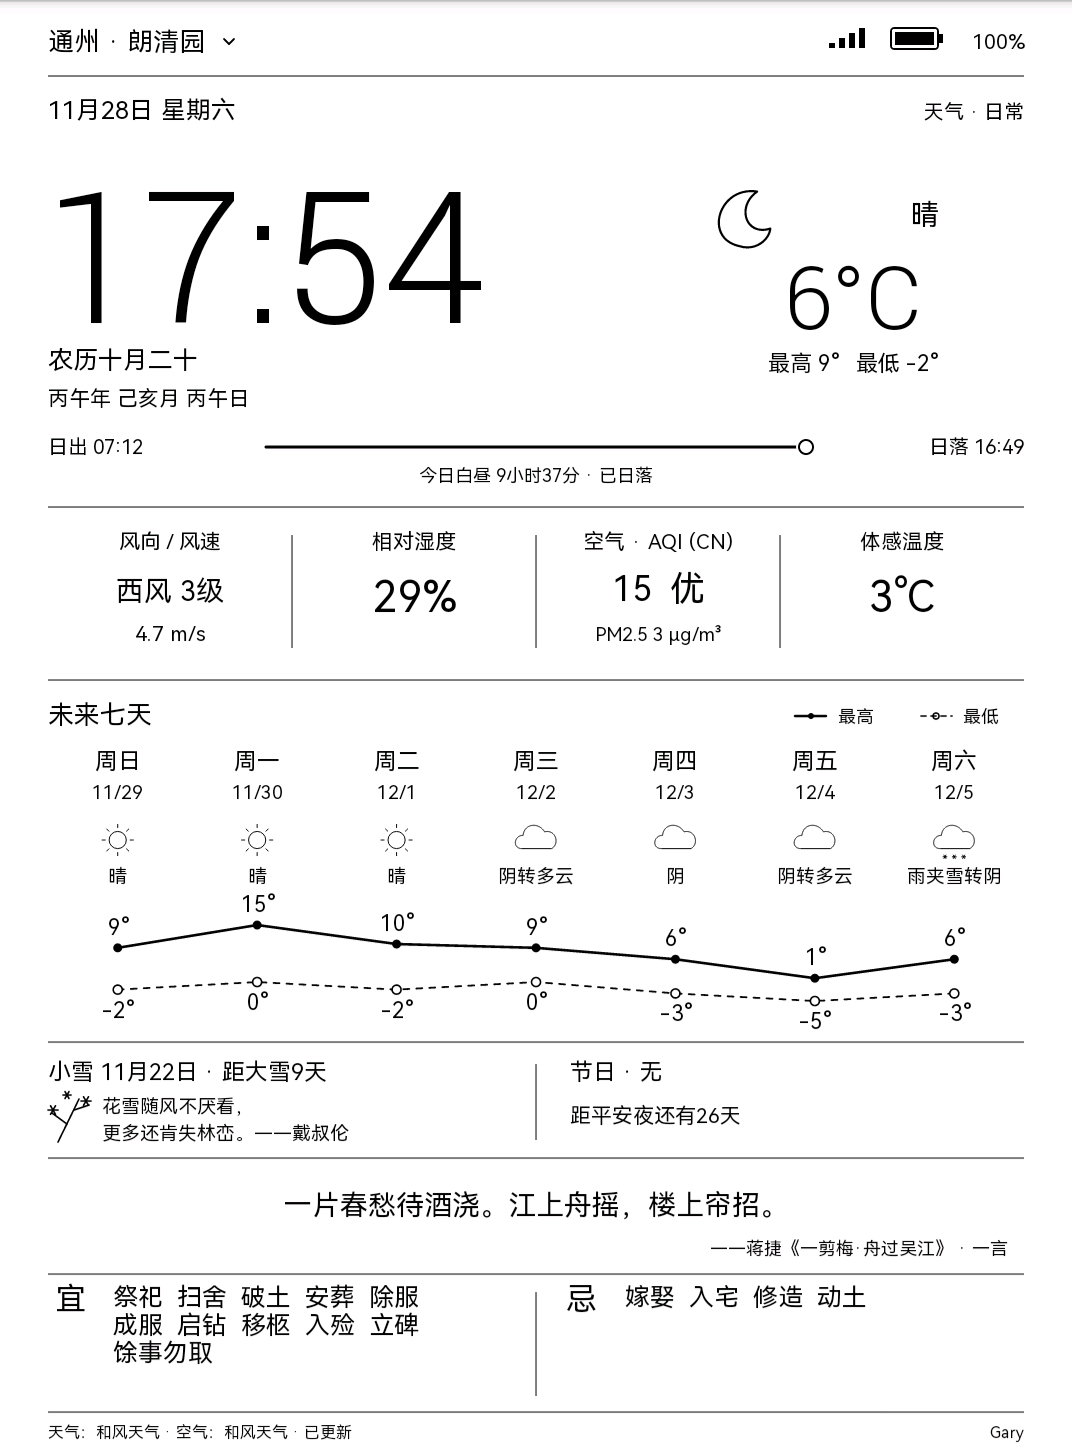 通州 · 朗清园
100%
11月28日 星期六
天气 · 日常
17:54
晴
6°C
最高 9° 最低 -2°
农历十月二十
丙午年 己亥月 丙午日
日出 07:12
日落 16:49
今日白昼 9小时37分 · 已日落
风向 / 风速
西风 3级
4.7 m/s
相对湿度
29%
空气 · AQI (CN)
15 优
PM2.5 3 µg/m³
体感温度
3°C
未来七天
最高
最低
周日 周一 周二 周三 周四 周五 周六
11/29 11/30 12/1 12/2 12/3 12/4 12/5
晴 晴 晴 阴转多云 阴 阴转多云 雨夹雪转阴
9° 15° 10° 9° 6° 1° 6°
-2° 0° -2° 0° -3° -5° -3°
小雪 11月22日 · 距大雪9天
花雪随风不厌看，
更多还肯失林峦。——戴叔伦
节日 · 无
距平安夜还有26天
一片春愁待酒浇。江上舟摇，楼上帘招。
——蒋捷《一剪梅·舟过吴江》 · 一言
宜
祭祀 扫舍 破土 安葬 除服
成服 启钻 移柩 入殓 立碑
馀事勿取
忌
嫁娶 入宅 修造 动土
天气：和风天气 · 空气：和风天气 · 已更新
Gary